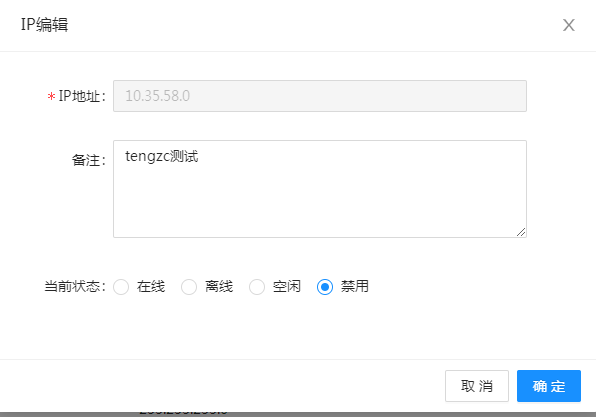 IP编辑
* IP地址: 10.35.58.0
备注: tengzc测试
当前状态: 在线 离线 空闲 禁用
取 消 确 定